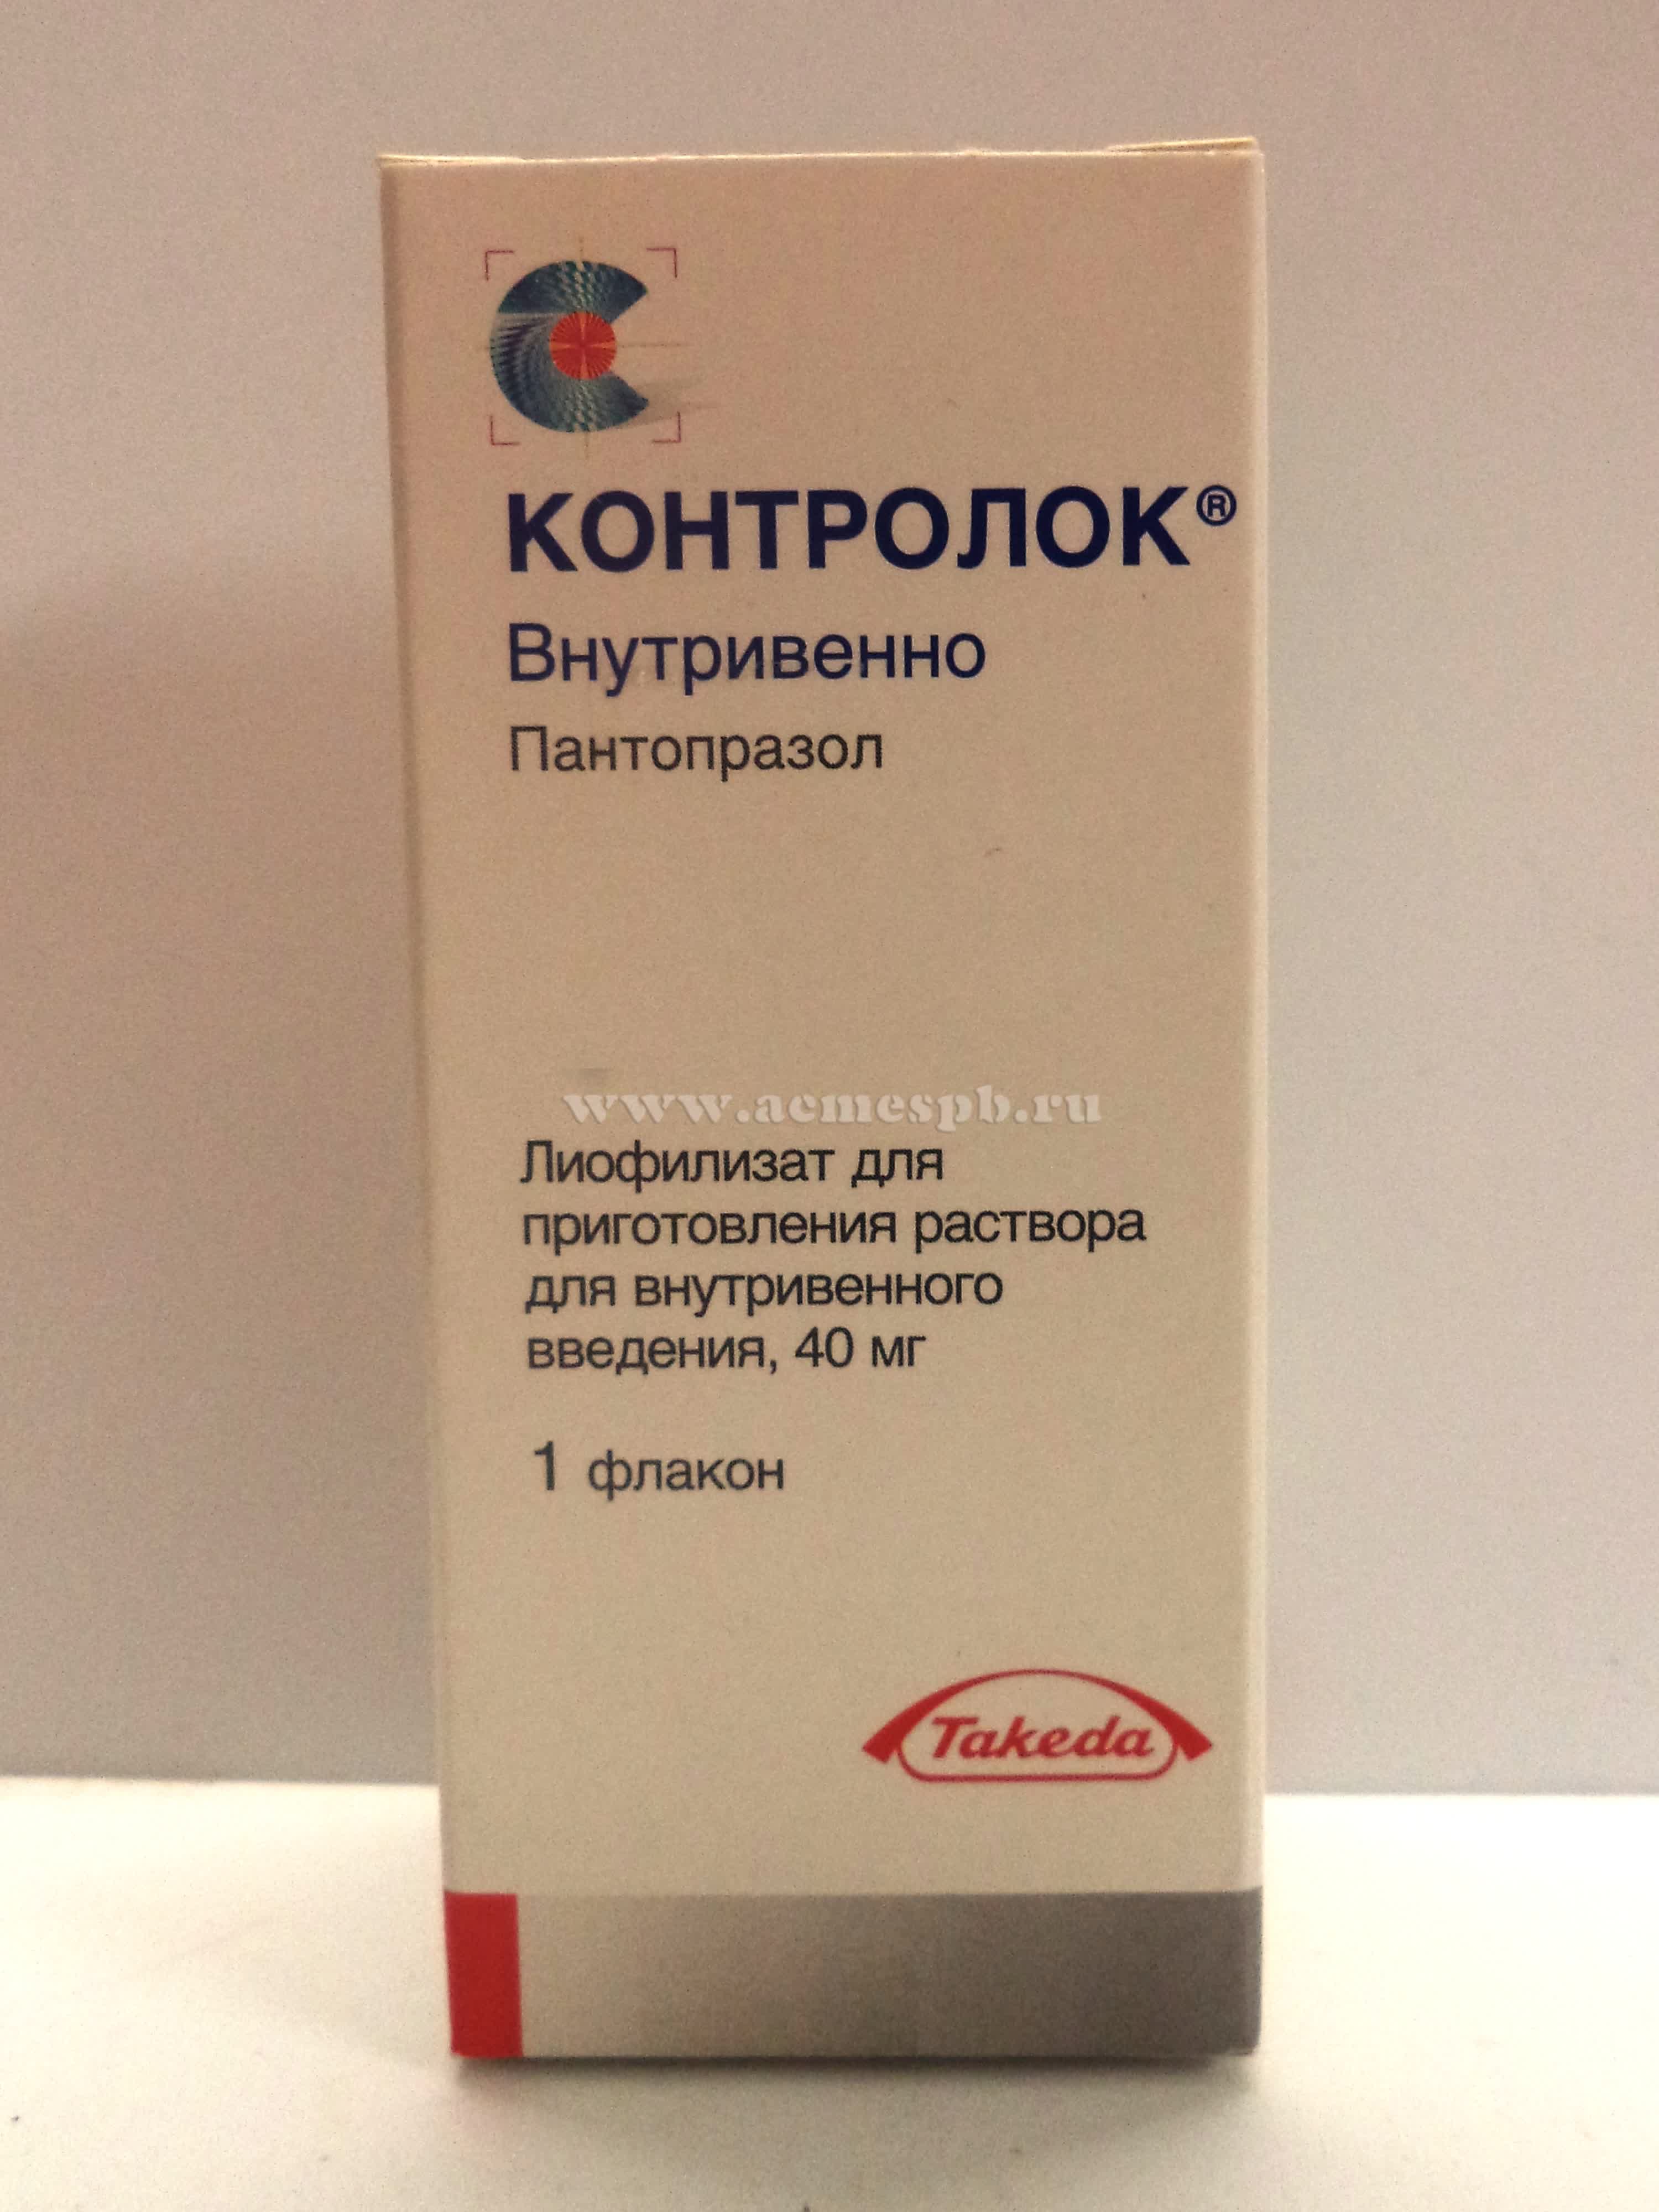 КОНТРОЛОК®
Внутривенно
Пантопразол
www.acmespb.ru
Лиофилизат для
приготовления раствора
для внутривенного
введения, 40 мг
1 флакон
Takeda